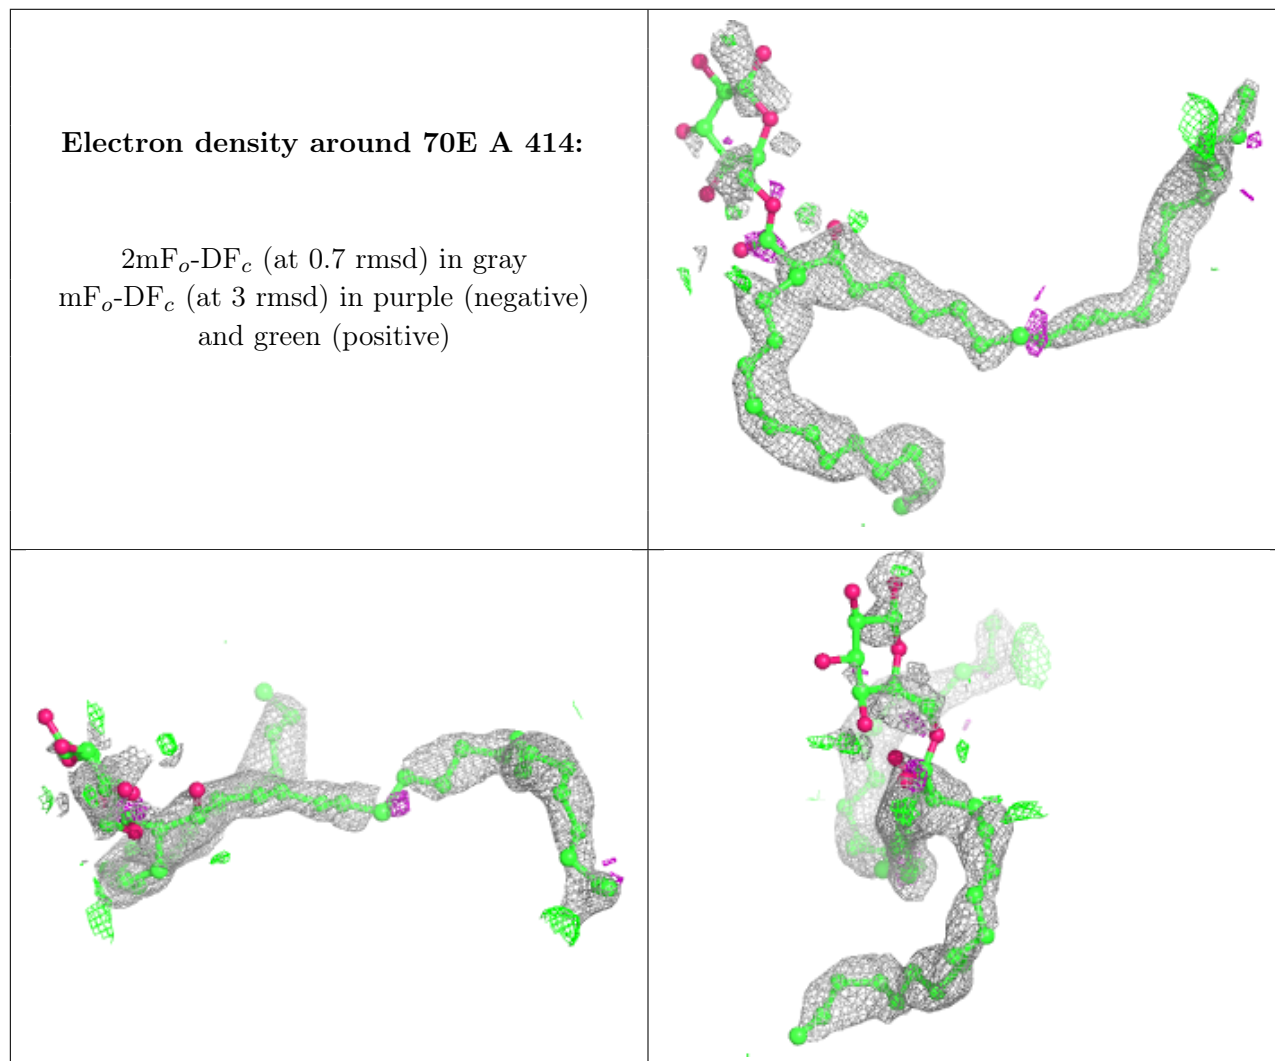 Electron density around 70E A 414:
2mFo-DFc (at 0.7 rmsd) in gray
mFo-DFc (at 3 rmsd) in purple (negative)
and green (positive)